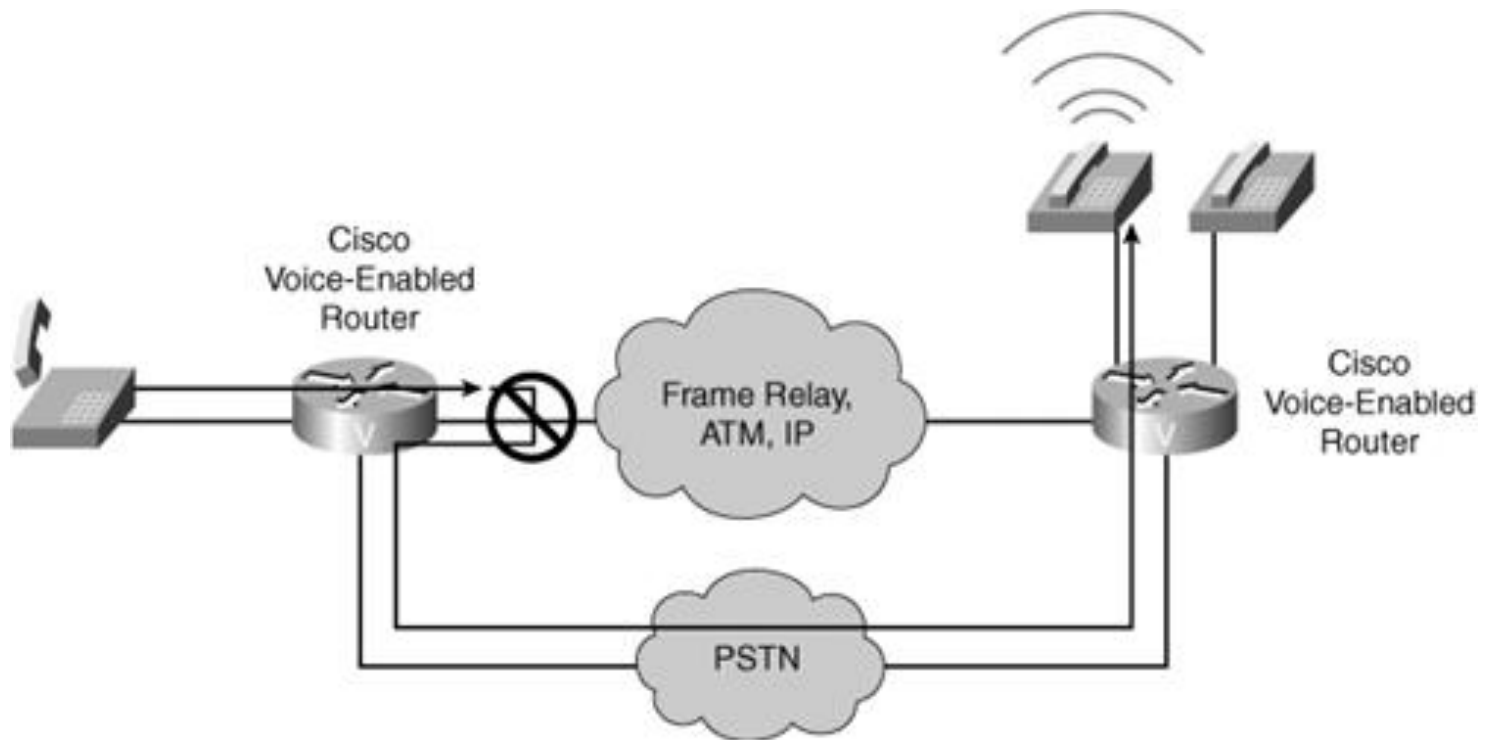 Cisco
Voice-Enabled
Router
V
Frame Relay,
ATM, IP
V
Cisco
Voice-Enabled
Router
PSTN